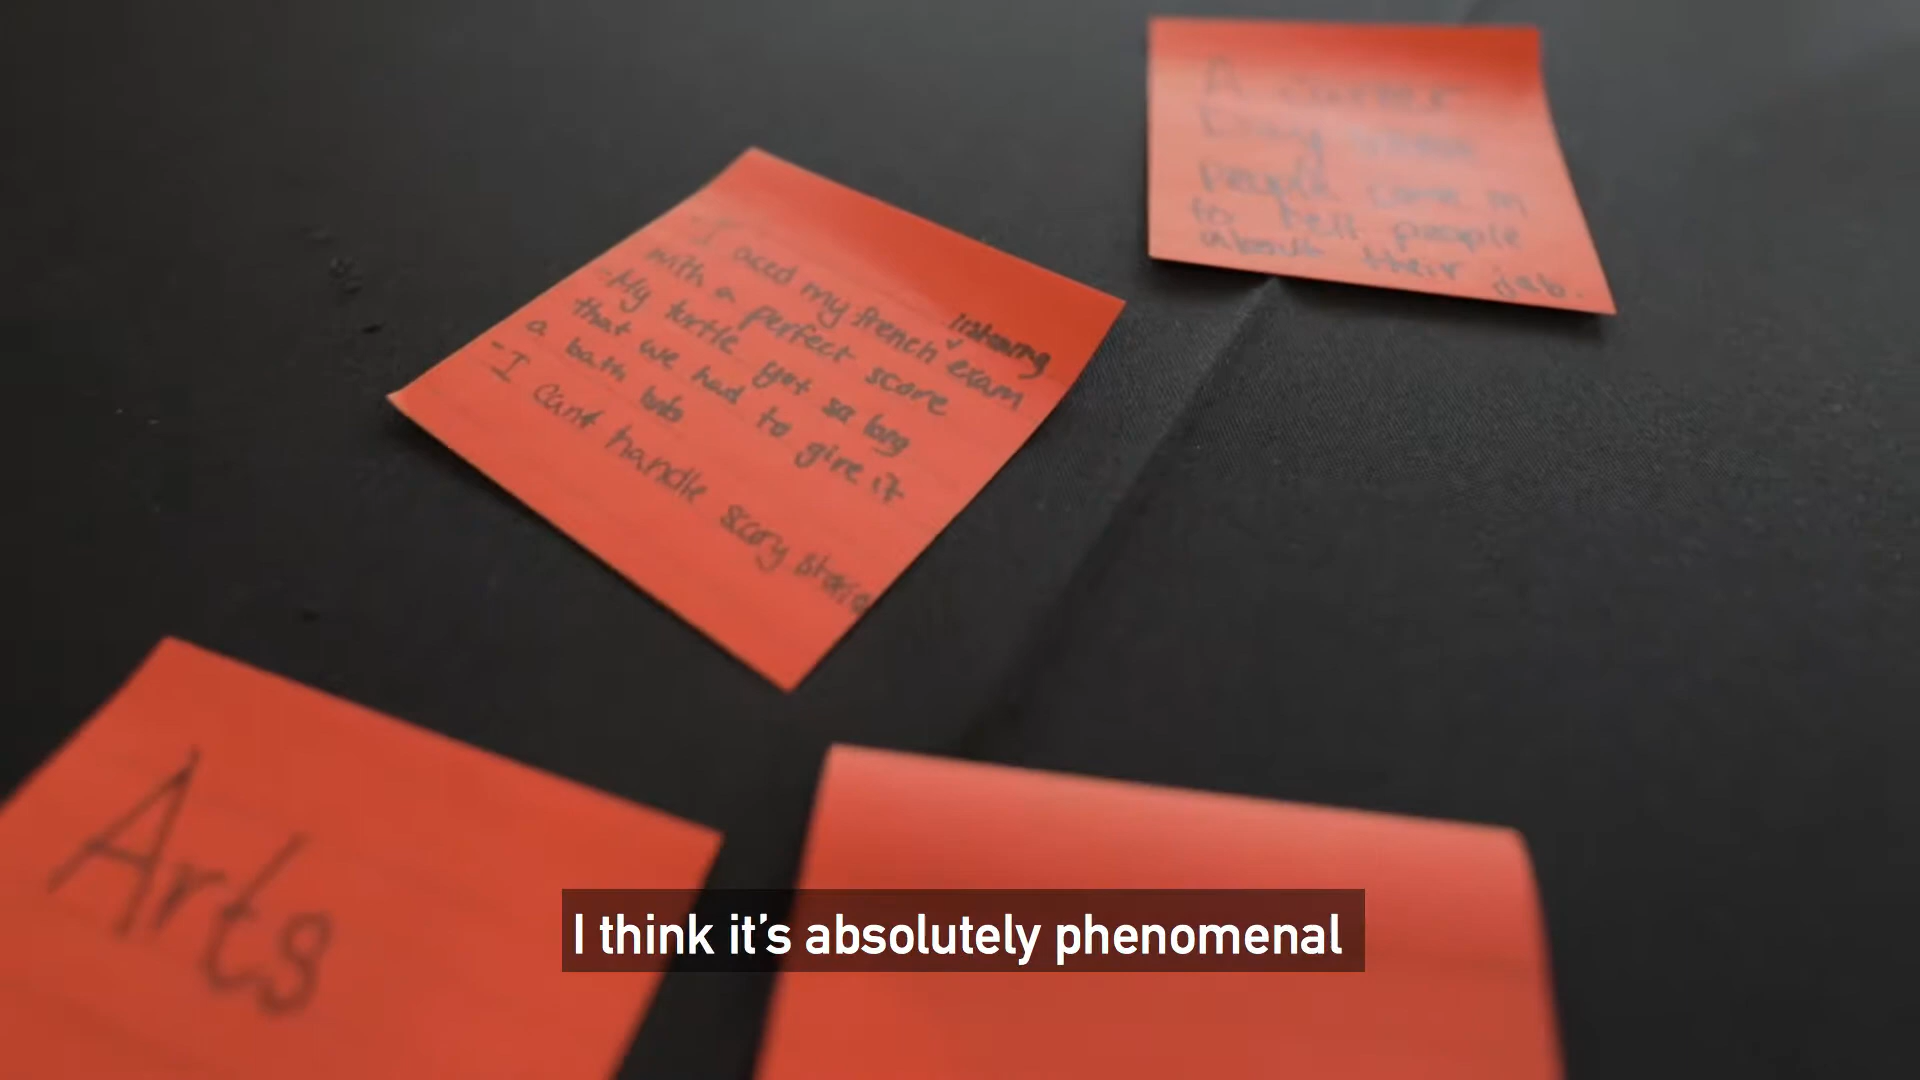 A career
Day where
people come in
to tell people
about their job.
- I aced my french listening exam
with a perfect score
- My turtle got so long
that we had to give it
a bath
- I cant handle scary stories
Arts
I think it's absolutely phenomenal